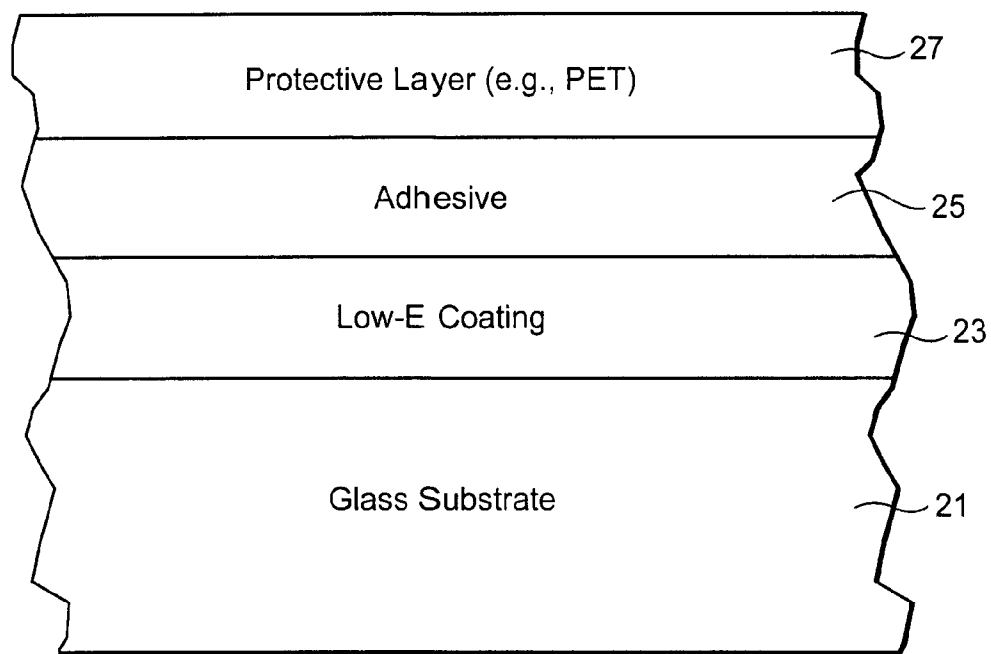 27
Protective Layer (e.g., PET)
Adhesive
25
Low-E Coating
23
Glass Substrate
21